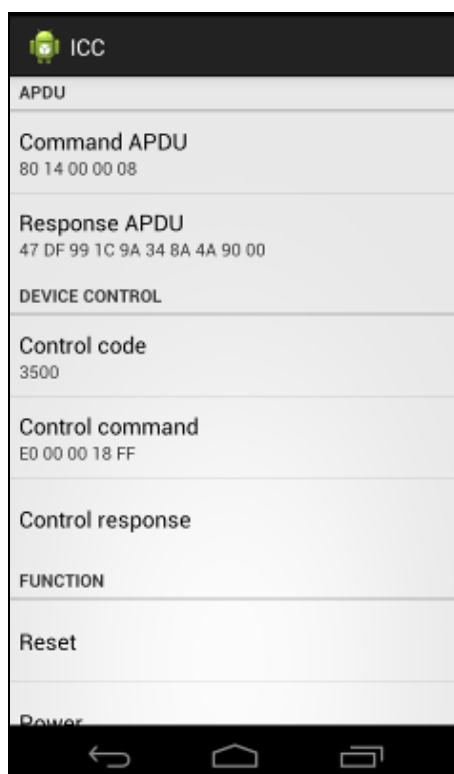 ICC
APDU
Command APDU
80 14 00 00 08
Response APDU
47 DF 99 1C 9A 34 8A 4A 90 00
DEVICE CONTROL
Control code
3500
Control command
E0 00 00 18 FF
Control response
FUNCTION
Reset
Power